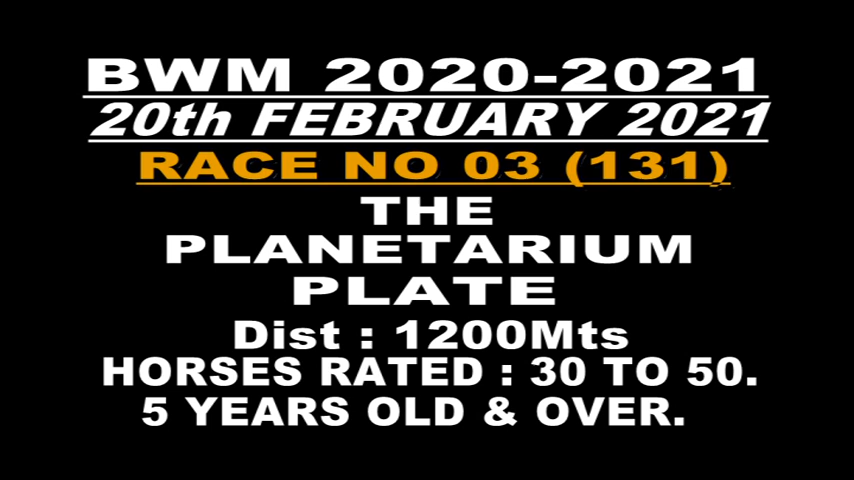 BWM 2020-2021
20th FEBRUARY 2021
RACE NO 03 (131)
THE
PLANETARIUM
PLATE
Dist : 1200Mts
HORSES RATED : 30 TO 50.
5 YEARS OLD & OVER.